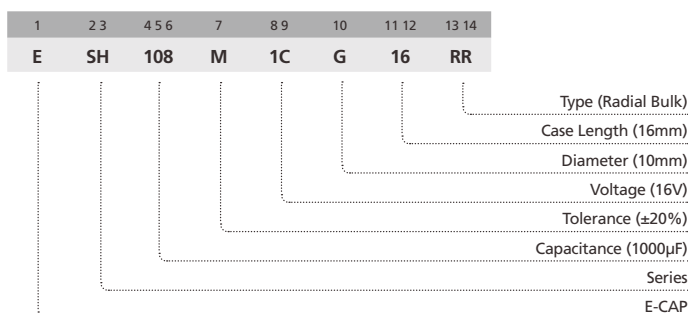 1 2 3 4 5 6 7 8 9 10 11 12 13 14
E SH 108 M 1C G 16 RR
Type (Radial Bulk)
Case Length (16mm)
Diameter (10mm)
Voltage (16V)
Tolerance (±20%)
Capacitance (1000µF)
Series
E-CAP